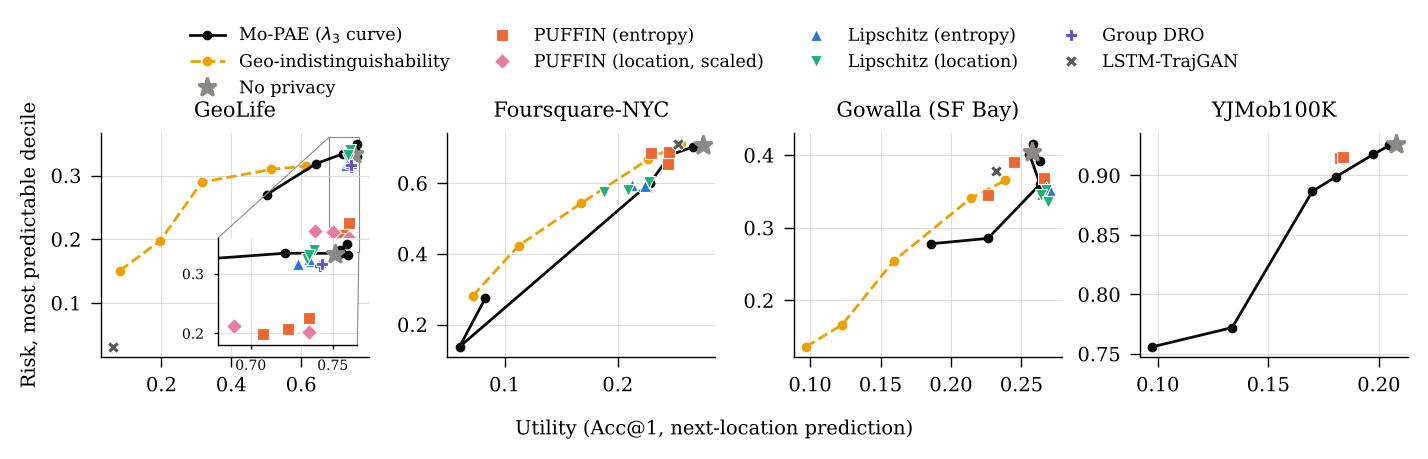 Mo-PAE (λ₃ curve) PUFFIN (entropy) Lipschitz (entropy) Group DRO
Geo-indistinguishability PUFFIN (location, scaled) Lipschitz (location) LSTM-TrajGAN
No privacy
GeoLife Foursquare-NYC Gowalla (SF Bay) YJMob100K
Risk, most predictable decile
0.3
0.2
0.1
0.3
0.2
0.70 0.75
0.2 0.4 0.6
0.6
0.4
0.2
0.1 0.2
0.4
0.3
0.2
0.10 0.15 0.20 0.25
0.90
0.85
0.80
0.75
0.10 0.15 0.20
Utility (Acc@1, next-location prediction)